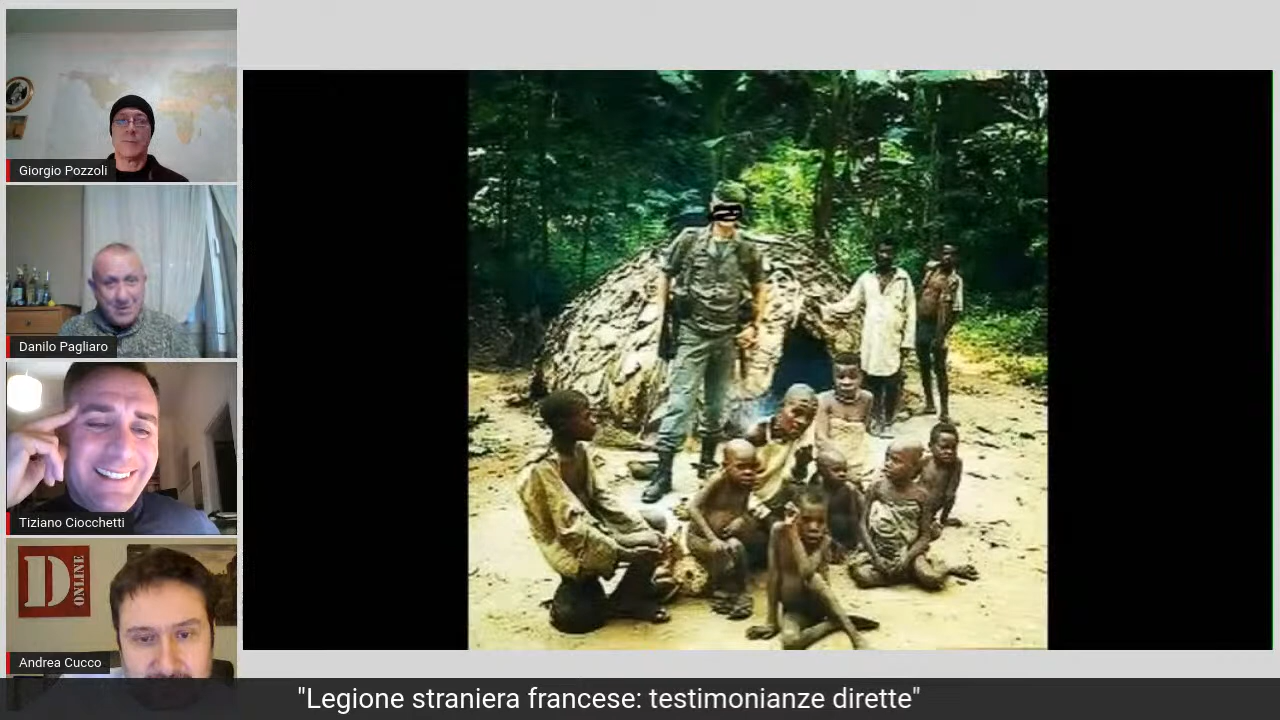 Giorgio Pozzoli
Danilo Pagliaro
Tiziano Ciocchetti
D
ONLINE
Andrea Cucco
"Legione straniera francese: testimonianze dirette"